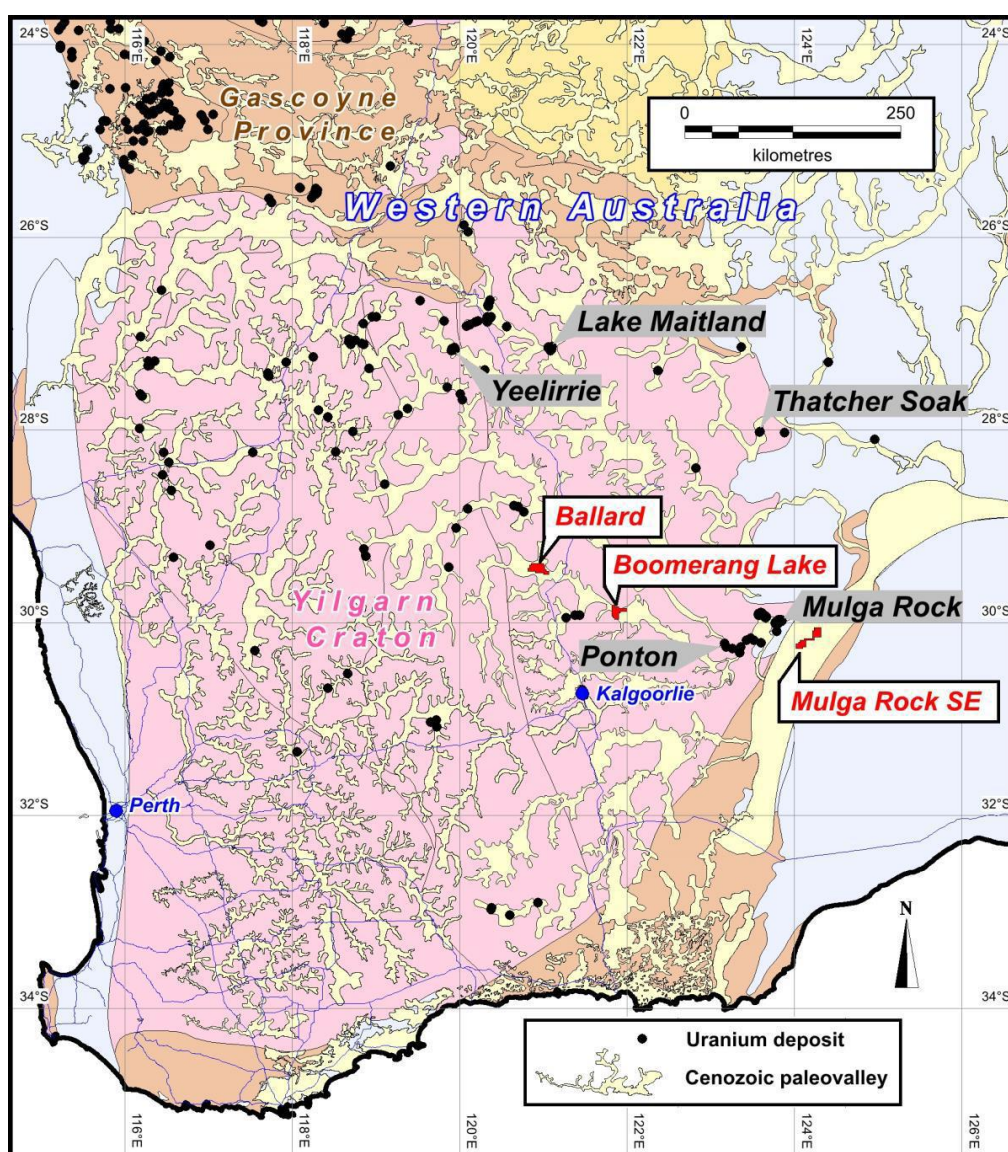 24°S
116°E
118°E
120°E
122°E
124°E
24°S
Gascoyne
Province
0
250
kilometres
Western Australia
26°S
26°S
Lake Maitland
Yeelirrie
Thatcher Soak
28°S
28°S
Ballard
Boomerang Lake
30°S
Yilgarn
Craton
Mulga Rock
30°S
Ponton
Kalgoorlie
Mulga Rock SE
32°S
Perth
32°S
N
34°S
34°S
Uranium deposit
Cenozoic paleovalley
116°E
118°E
120°E
122°E
124°E
126°E